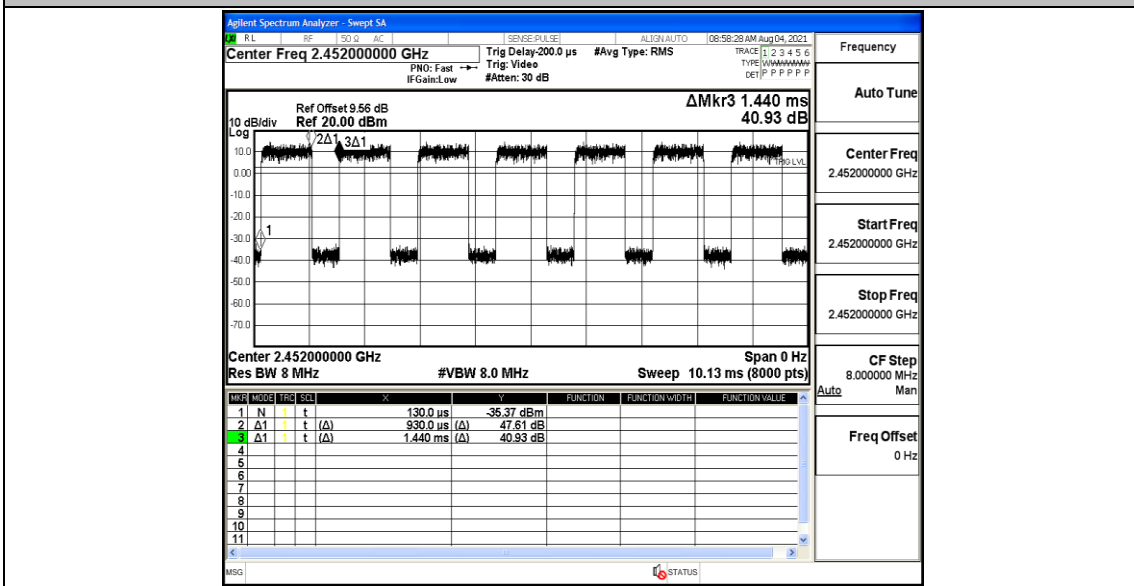 Agilent Spectrum Analyzer - Swept SA
RL RF 50 Ω AC SENSE:PULSE ALIGN AUTO 08:58:28 AM Aug 04, 2021
Center Freq 2.452000000 GHz
PNO: Fast
IFGain:Low
Trig Delay-200.0 µs
Trig: Video
#Atten: 30 dB
#Avg Type: RMS
TRACE 1 2 3 4 5 6
TYPE
DET P P P P P P
Ref Offset 9.56 dB
Ref 20.00 dBm
10 dB/div
Log
ΔMkr3 1.440 ms
40.93 dB
2Δ1
3Δ1
10.0
TRIG LVL
0.00
-10.0
-20.0
-30.0
1
-40.0
-50.0
-60.0
-70.0
Center 2.452000000 GHz Span 0 Hz
Res BW 8 MHz #VBW 8.0 MHz Sweep 10.13 ms (8000 pts)
MKR MODE TRC SCL X Y FUNCTION FUNCTION WIDTH FUNCTION VALUE
1 N 1 t 130.0 µs -35.37 dBm
2 Δ1 1 t (Δ) 930.0 µs (Δ) 47.61 dB
3 Δ1 1 t (Δ) 1.440 ms (Δ) 40.93 dB
4
5
6
7
8
9
10
11
MSG STATUS
Frequency
Auto Tune
Center Freq
2.452000000 GHz
Start Freq
2.452000000 GHz
Stop Freq
2.452000000 GHz
CF Step
8.000000 MHz
Auto Man
Freq Offset
0 Hz